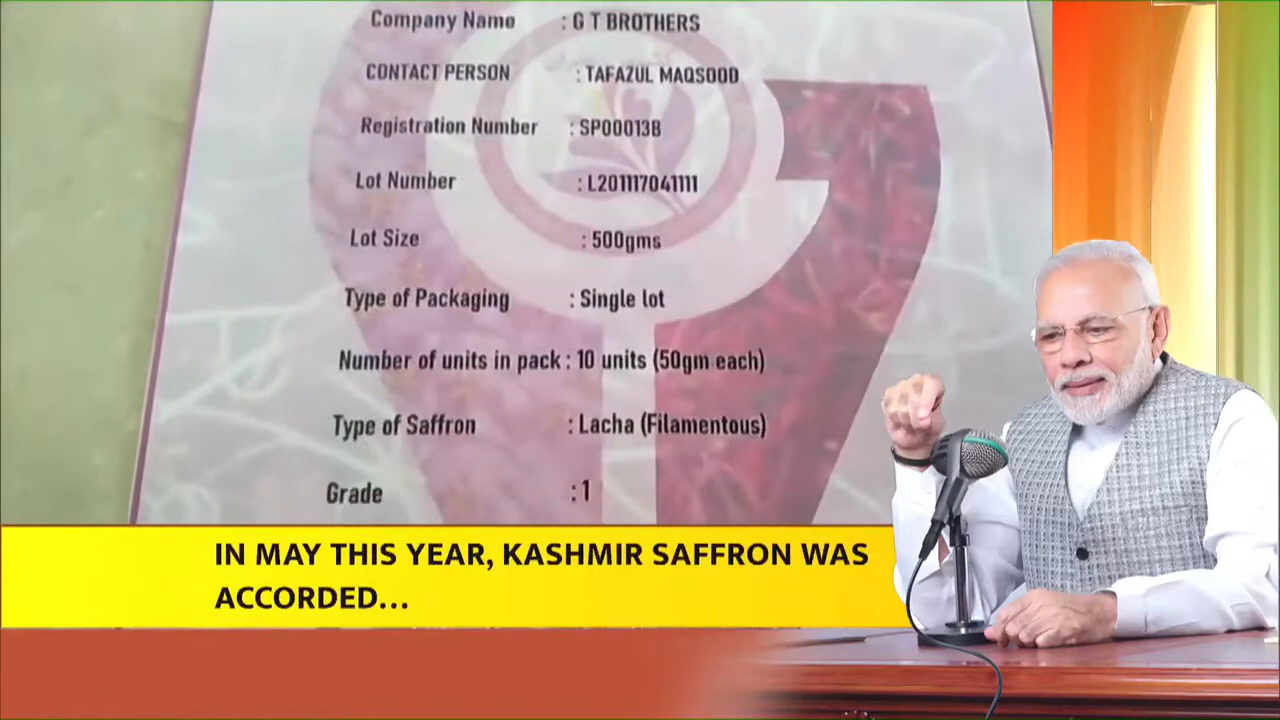 Company Name : G T BROTHERS
CONTACT PERSON : TAFAZUL MAQSOOD
Registration Number : SP00013B
Lot Number : L201117041111
Lot Size : 500gms
Type of Packaging : Single lot
Number of units in pack : 10 units (50gm each)
Type of Saffron : Lacha (Filamentous)
Grade : 1
IN MAY THIS YEAR, KASHMIR SAFFRON WAS
ACCORDED...